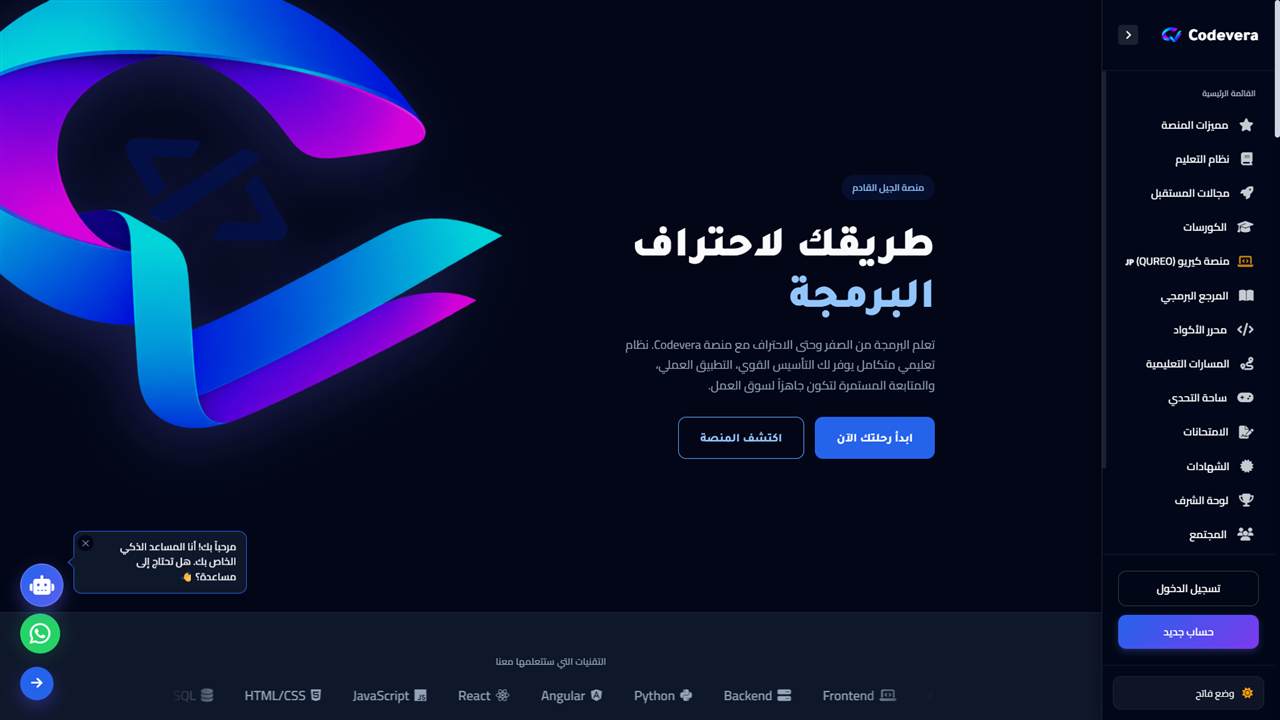 Codevera
القائمة الرئيسية
مميزات المنصة
نظام التعليم
مجالات المستقبل
الكورسات
منصة كيريو (QUREO) JP
المرجع البرمجي
محرر الأكواد
المسارات التعليمية
ساحة التحدي
الامتحانات
الشهادات
لوحة الشرف
المجتمع
تسجيل الدخول
حساب جديد
وضع فاتح
منصة الجيل القادم
طريقك لاحتراف
البرمجة
تعلم البرمجة من الصفر وحتى الاحتراف مع منصة Codevera. نظام
تعليمي متكامل يوفر لك التأسيس القوي، التطبيق العملي،
والمتابعة المستمرة لتكون جاهزاً لسوق العمل.
ابدأ رحلتك الآن
اكتشف المنصة
مرحباً بك! أنا المساعد الذكي
الخاص بك. هل تحتاج إلى
مساعدة؟ 👋
التقنيات التي ستتعلمها معنا
Frontend
Backend
Python
Angular
React
JavaScript
HTML/CSS
SQL